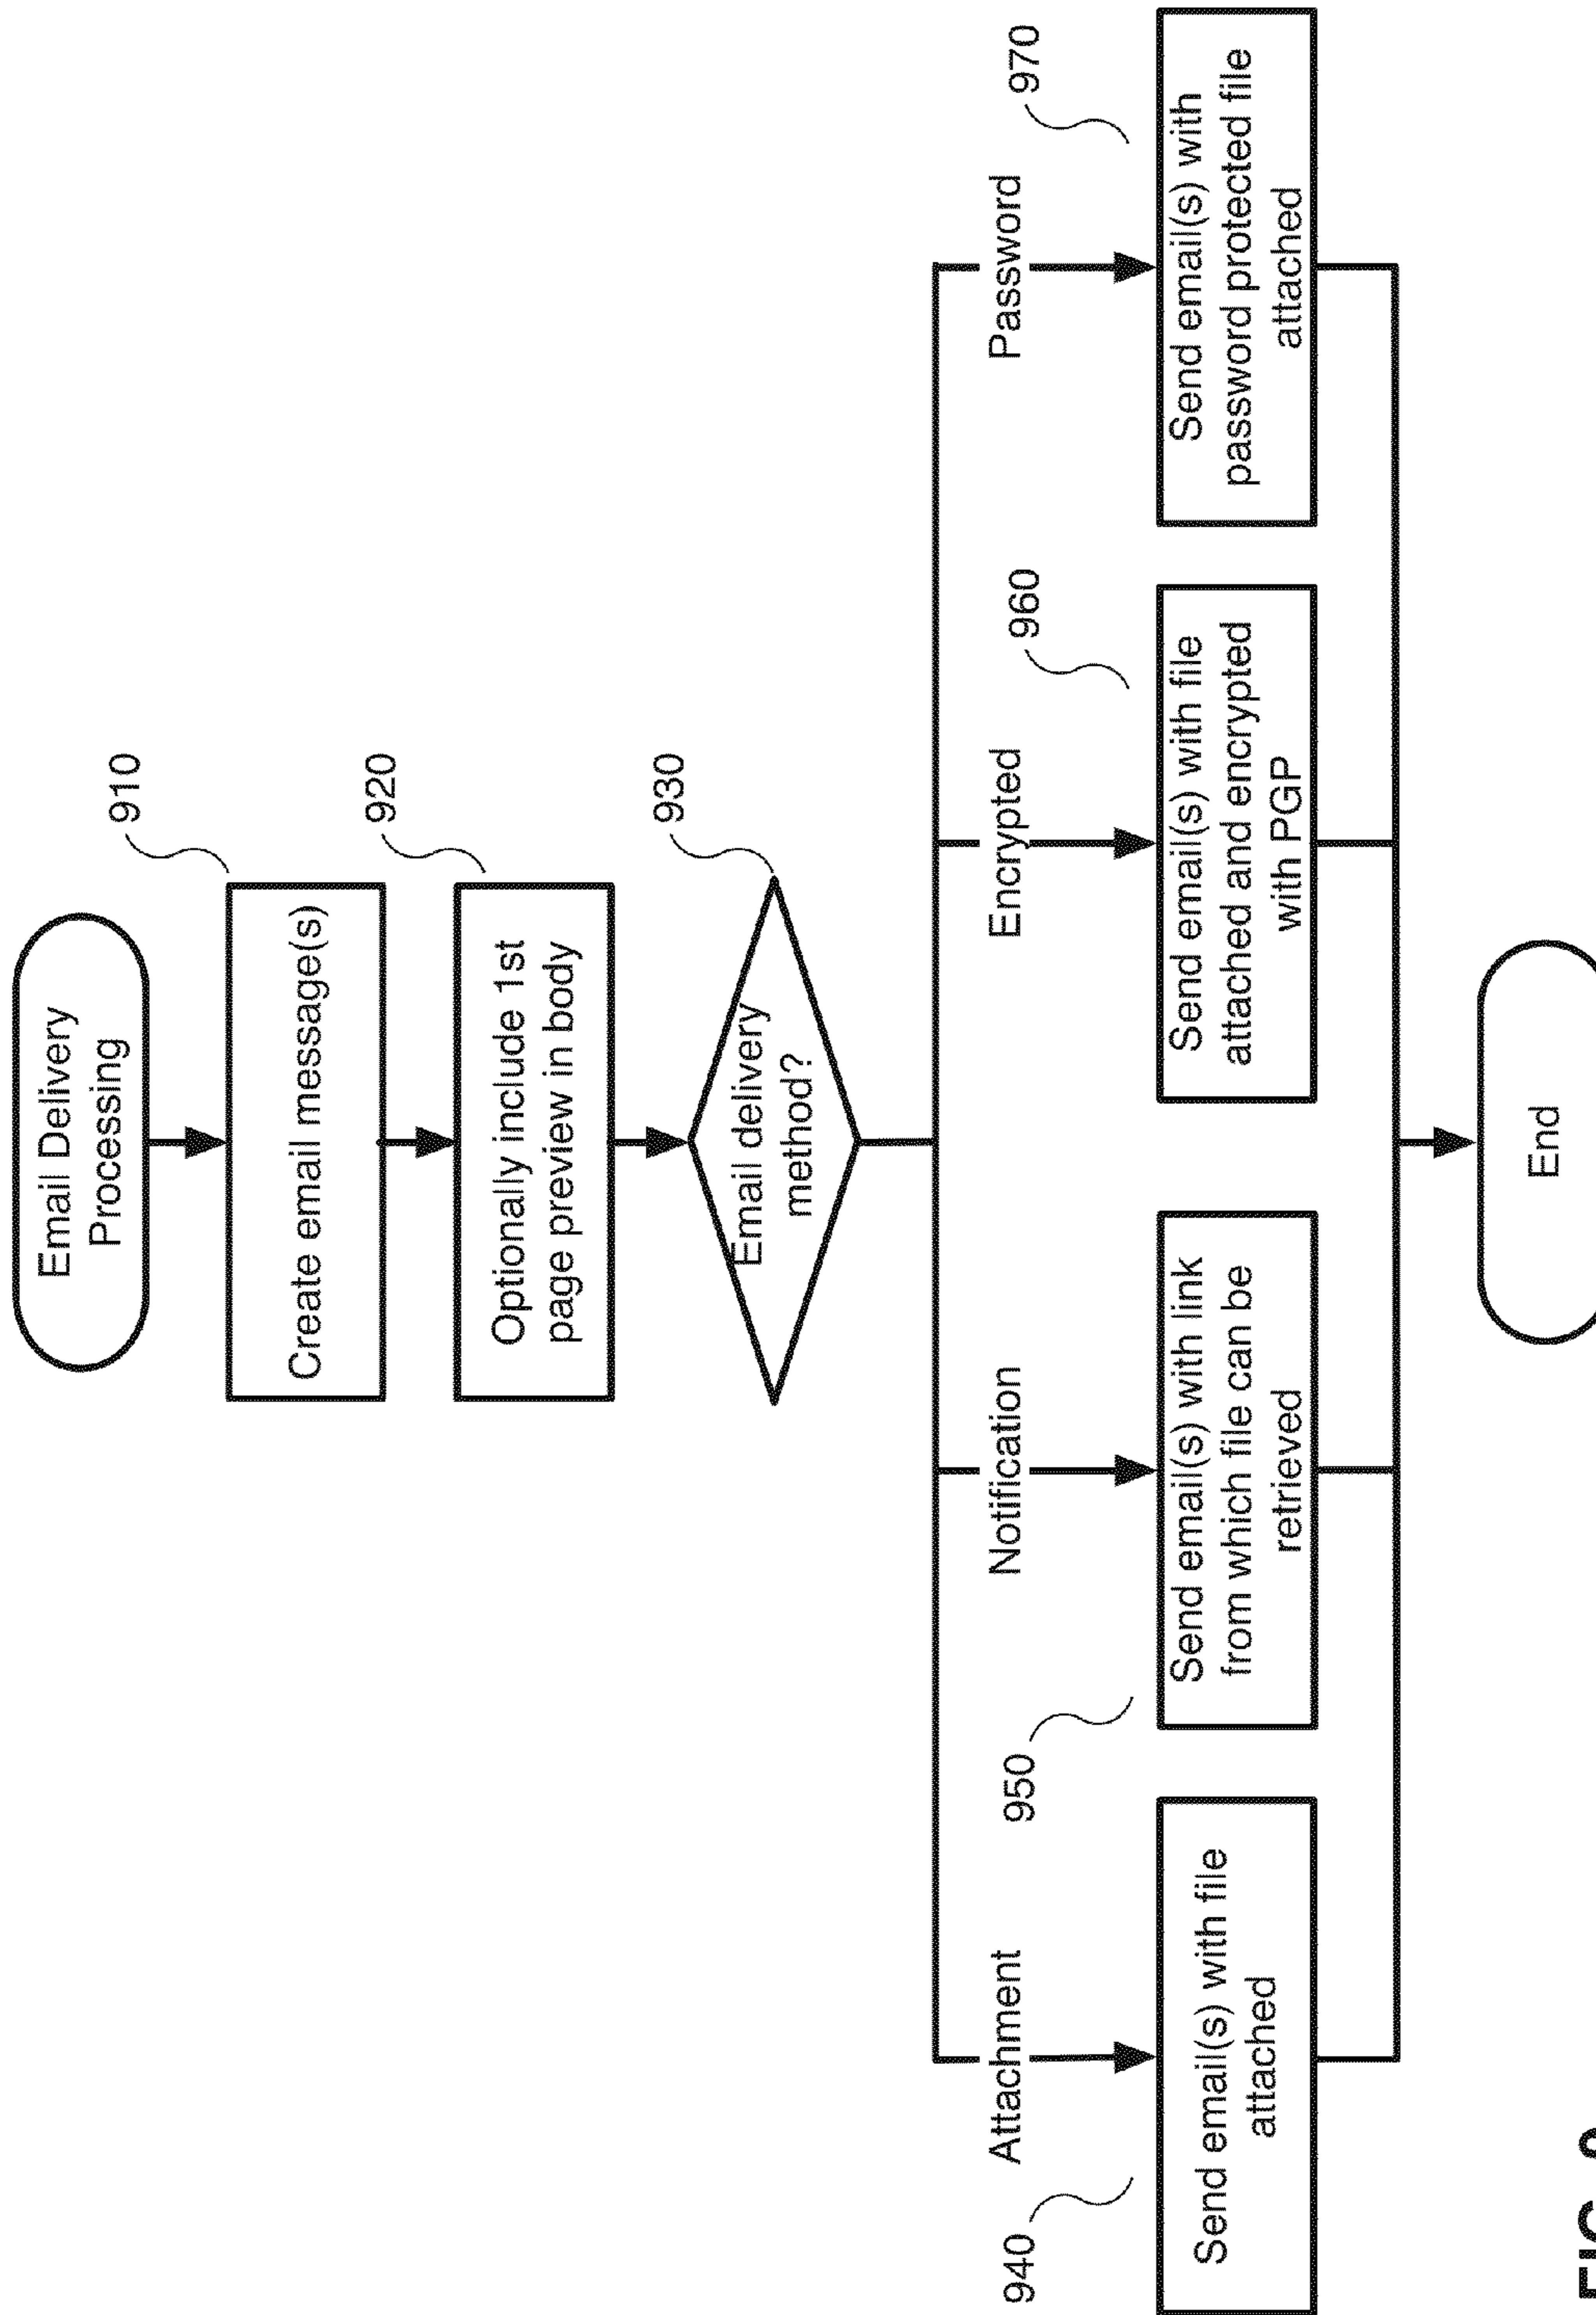 Email Delivery
Processing
910
Create email message(s)
920
Optionally include 1st
page preview in body
930
Email delivery
method?
Attachment
Notification
Encrypted
Password
940
Send email(s) with file
attached
950
Send email(s) with link
from which file can be
retrieved
960
Send email(s) with file
attached and encrypted
with PGP
970
Send email(s) with
password protected file
attached
End
FIG.